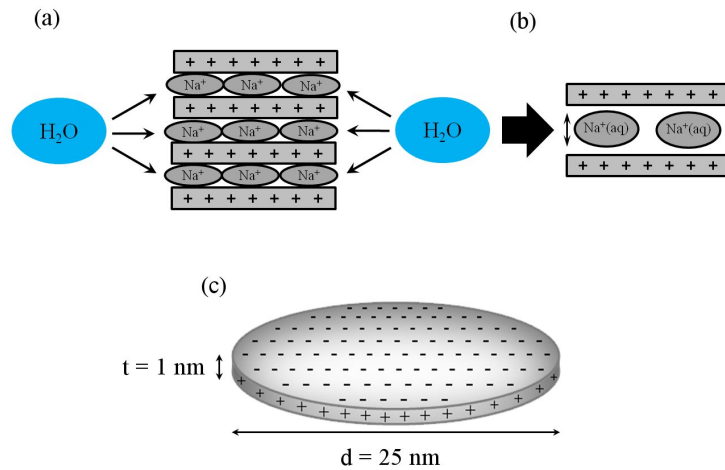 (a)
(b)
H₂O
Na⁺ Na⁺ Na⁺
Na⁺ Na⁺ Na⁺
Na⁺ Na⁺ Na⁺
H₂O
Na⁺(aq) Na⁺(aq)
(c)
t = 1 nm
d = 25 nm